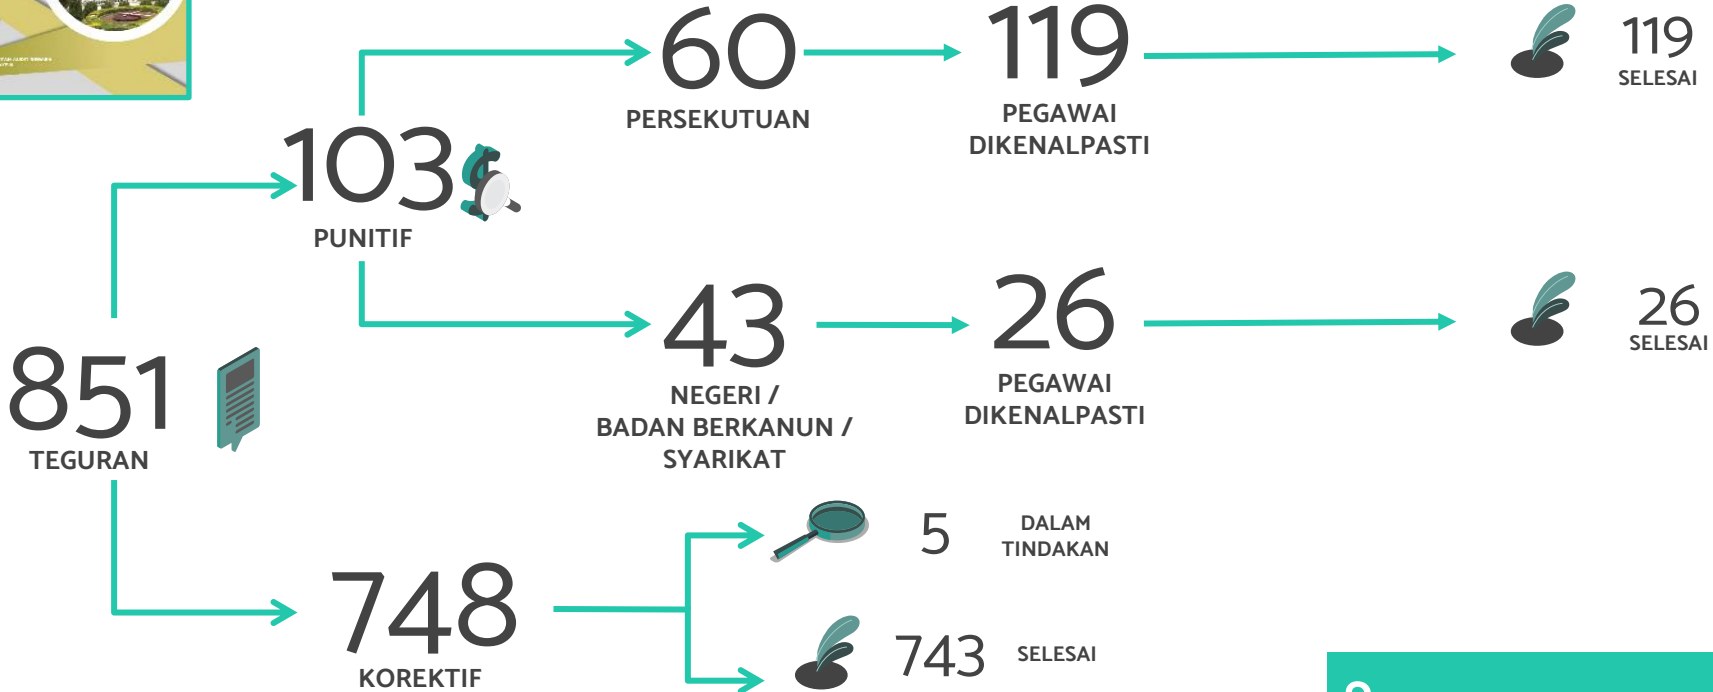 60
PERSEKUTUAN
119
PEGAWAI
DIKENALPASTI
119
SELESAI
103
PUNITIF
43
NEGERI /
BADAN BERKANUN /
SYARIKAT
26
PEGAWAI
DIKENALPASTI
26
SELESAI
851
TEGURAN
5
DALAM
TINDAKAN
748
KOREKTIF
743
SELESAI